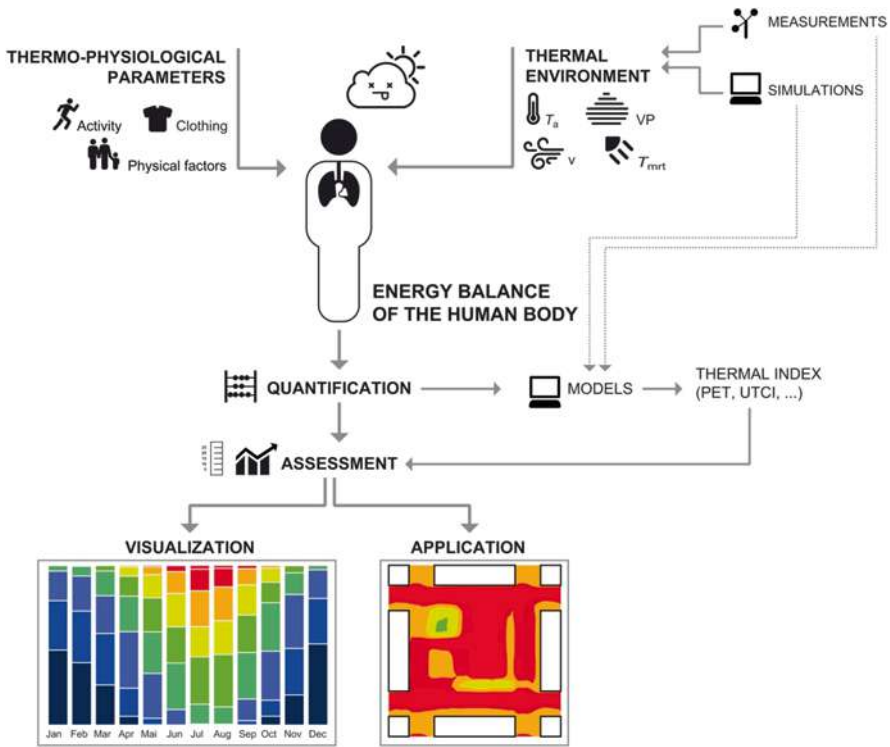 MEASUREMENTS
THERMO-PHYSIOLOGICAL
PARAMETERS
THERMAL
ENVIRONMENT
SIMULATIONS
Activity
Clothing
Physical factors
Ta
VP
v
Tmrt
ENERGY BALANCE
OF THE HUMAN BODY
QUANTIFICATION
MODELS
THERMAL INDEX
(PET, UTCI, ...)
ASSESSMENT
VISUALIZATION
APPLICATION
Jan Feb Mar Apr Mai Jun Jul Aug Sep Oct Nov Dec